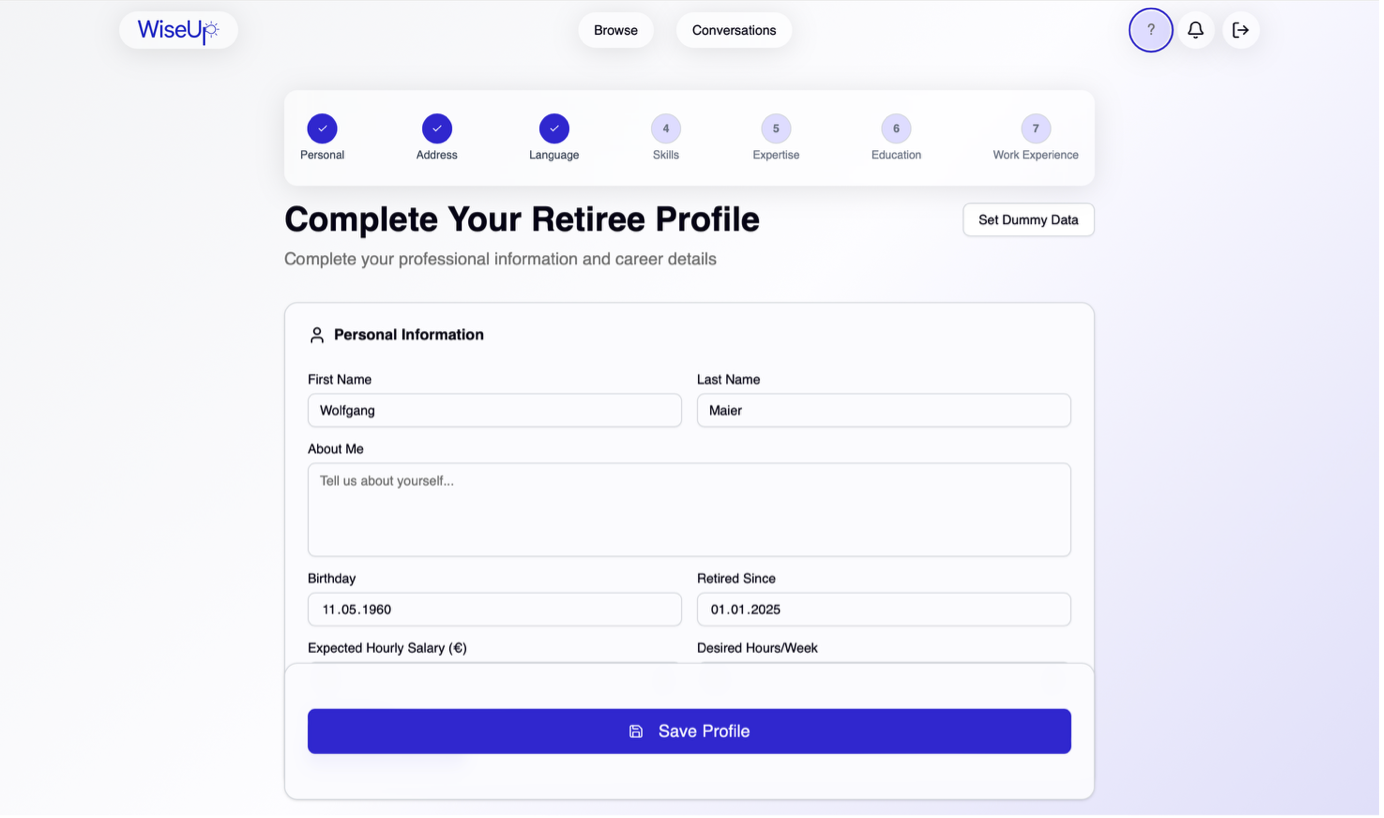 WiseUp
Browse
Conversations
?
Personal
Address
Language
4
Skills
5
Expertise
6
Education
7
Work Experience
Complete Your Retiree Profile
Set Dummy Data
Complete your professional information and career details
Personal Information
First Name
Last Name
Wolfgang
Maier
About Me
Tell us about yourself...
Birthday
Retired Since
11.05.1960
01.01.2025
Expected Hourly Salary (€)
Desired Hours/Week
Save Profile